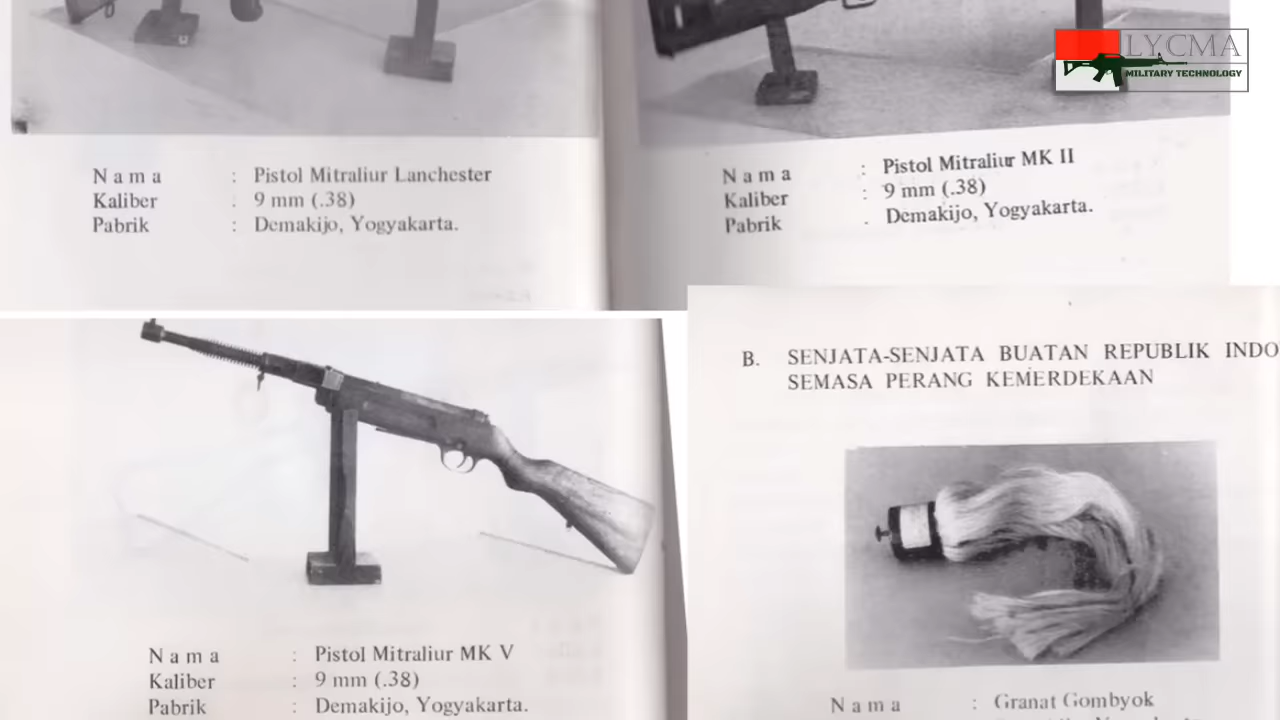 LYCMA
MILITARY TECHNOLOGY
N a m a : Pistol Mitraliur Lanchester
Kaliber : 9 mm (.38)
Pabrik : Demakijo, Yogyakarta.
N a m a : Pistol Mitraliur MK II
Kaliber : 9 mm (.38)
Pabrik . Demakijo, Yogyakarta.
N a m a : Pistol Mitraliur MK V
Kaliber : 9 mm (.38)
Pabrik : Demakijo, Yogyakarta.
B. SENJATA-SENJATA BUATAN REPUBLIK INDO
SEMASA PERANG KEMERDEKAAN
N a m a : Granat Gombyok